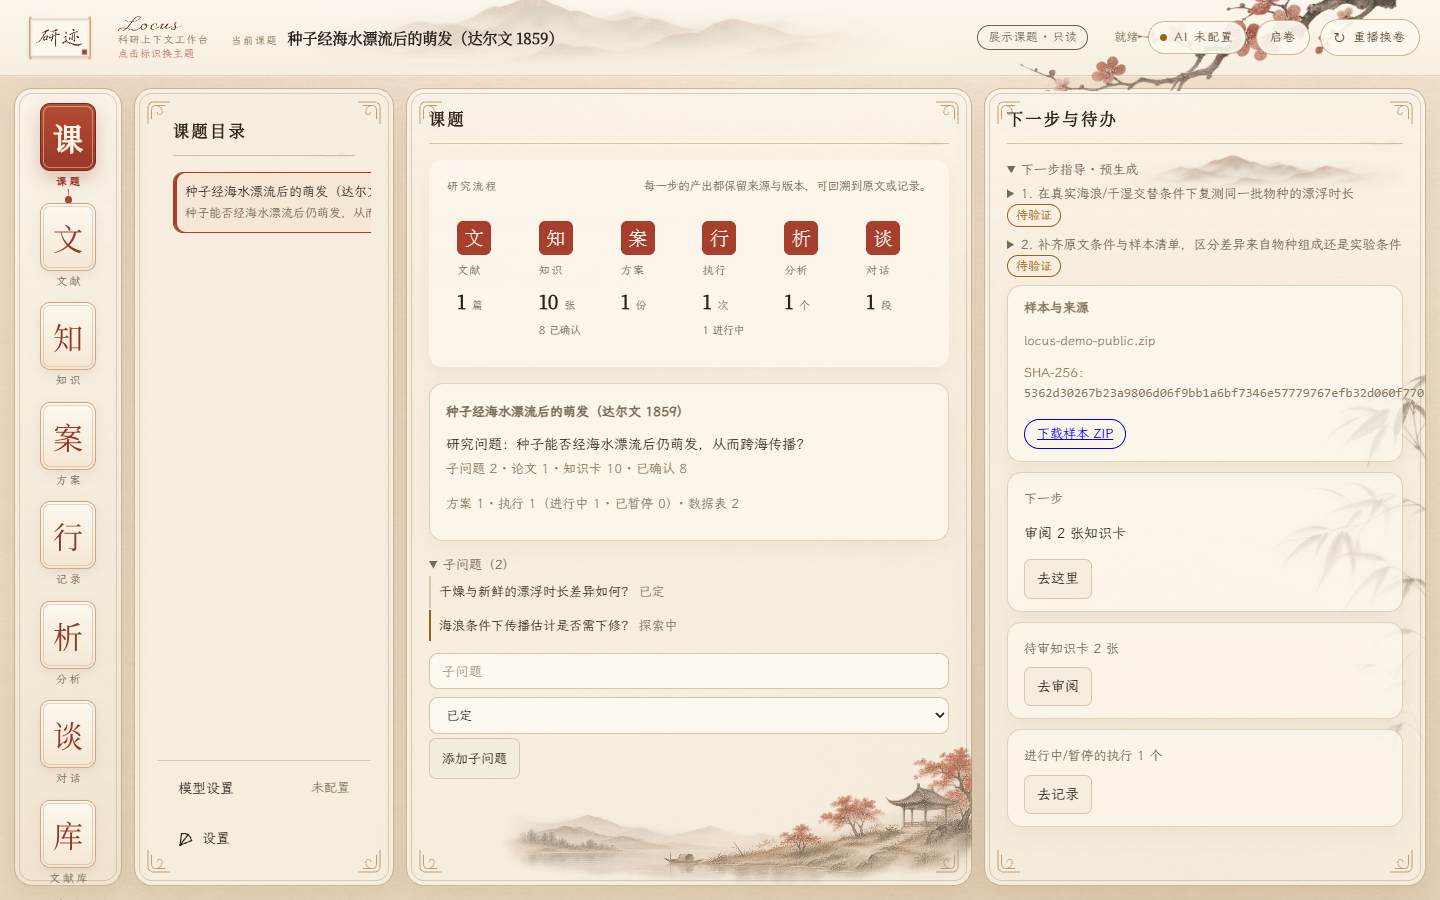 研迹
Locus
科研上下文工作台
点击标识换主题
当前课题 种子经海水漂流后的萌发（达尔文 1859）
展示课题・只读
就绪
AI 未配置
启卷
↻ 重播换卷
课
课题
文
文献
知
知识
案
方案
行
记录
析
分析
谈
对话
库
文献库
课题目录
种子经海水漂流后的萌发（达尔文
种子能否经海水漂流后仍萌发，从而
模型设置 未配置
设置
课题
研究流程 每一步的产出都保留来源与版本，可回溯到原文或记录。
文 知 案 行 析 谈
文献 知识 方案 执行 分析 对话
1 篇 10 张 1 份 1 次 1 个 1 段
8 已确认 1 进行中
种子经海水漂流后的萌发（达尔文 1859）
研究问题：种子能否经海水漂流后仍萌发，从而跨海传播？
子问题 2・论文 1・知识卡 10・已确认 8
方案 1・执行 1（进行中 1・已暂停 0）・数据表 2
▼ 子问题（2）
干燥与新鲜的漂浮时长差异如何？ 已定
海浪条件下传播估计是否需下修？ 探索中
子问题
已定
添加子问题
下一步与待办
▼ 下一步指导・预生成
▶ 1. 在真实海浪/干湿交替条件下复测同一批物种的漂浮时长
待验证
▶ 2. 补齐原文条件与样本清单，区分差异来自物种组成还是实验条件
待验证
样本与来源
locus-demo-public.zip
SHA-256:
5362d30267b23a9806d06f9bb1a6bf7346e57779767efb32d060f770
下载样本 ZIP
下一步
审阅 2 张知识卡
去这里
待审知识卡 2 张
去审阅
进行中/暂停的执行 1 个
去记录